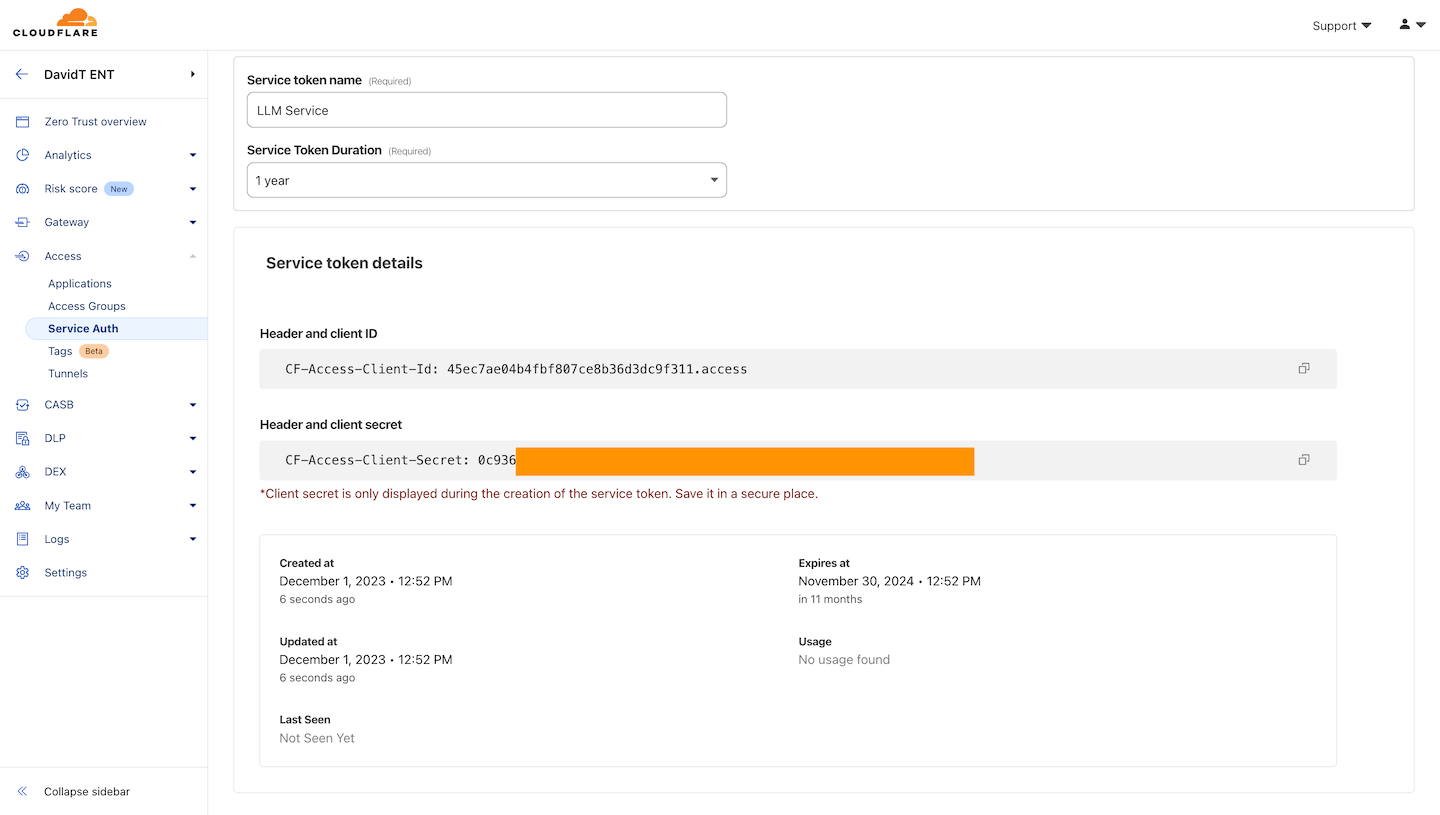 CLOUDFLARE
Support
DavidT ENT
Zero Trust overview
Analytics
Risk score New
Gateway
Access
Applications
Access Groups
Service Auth
Tags Beta
Tunnels
CASB
DLP
DEX
My Team
Logs
Settings
Collapse sidebar
Service token name (Required)
LLM Service
Service Token Duration (Required)
1 year
Service token details
Header and client ID
CF-Access-Client-Id: 45ec7ae04b4fbf807ce8b36d3dc9f311.access
Header and client secret
CF-Access-Client-Secret: 0c936
*Client secret is only displayed during the creation of the service token. Save it in a secure place.
Created at
December 1, 2023 • 12:52 PM
6 seconds ago
Expires at
November 30, 2024 • 12:52 PM
in 11 months
Updated at
December 1, 2023 • 12:52 PM
6 seconds ago
Usage
No usage found
Last Seen
Not Seen Yet